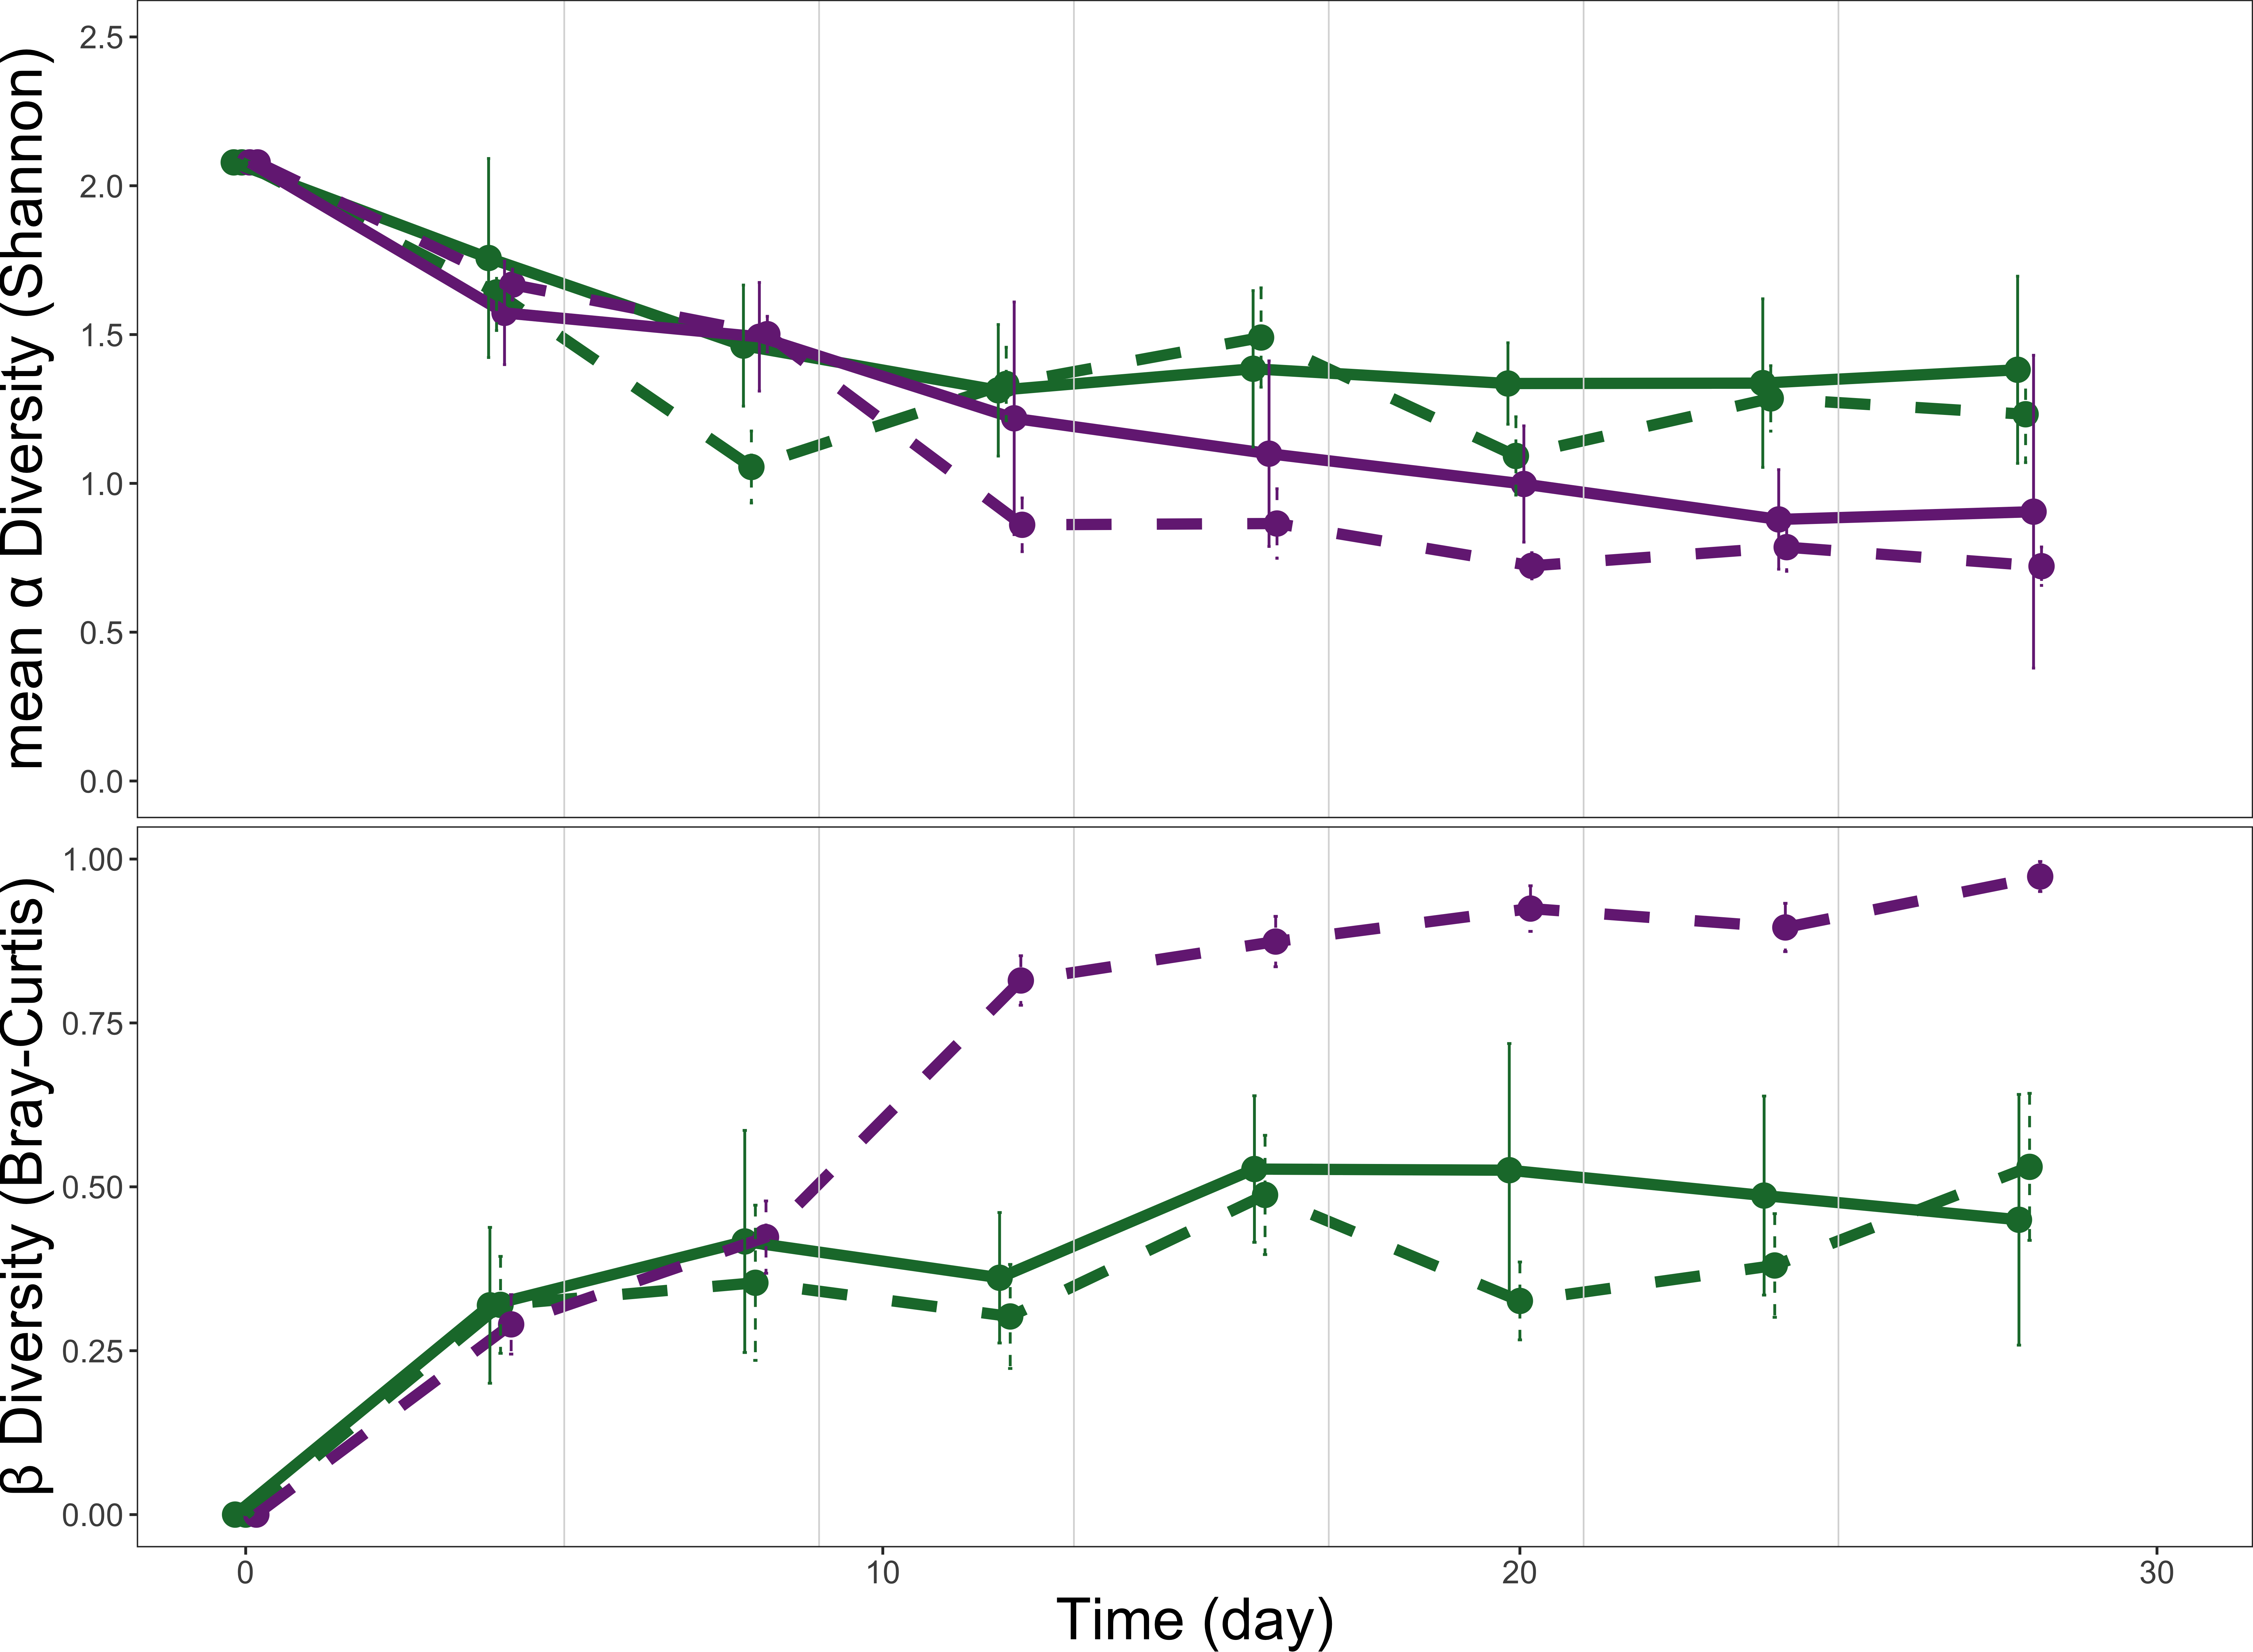 mean α Diversity (Shannon)
2.5
2.0
1.5
1.0
0.5
0.0
β Diversity (Bray-Curtis)
1.00
0.75
0.50
0.25
0.00
0 10 20 30
Time (day)